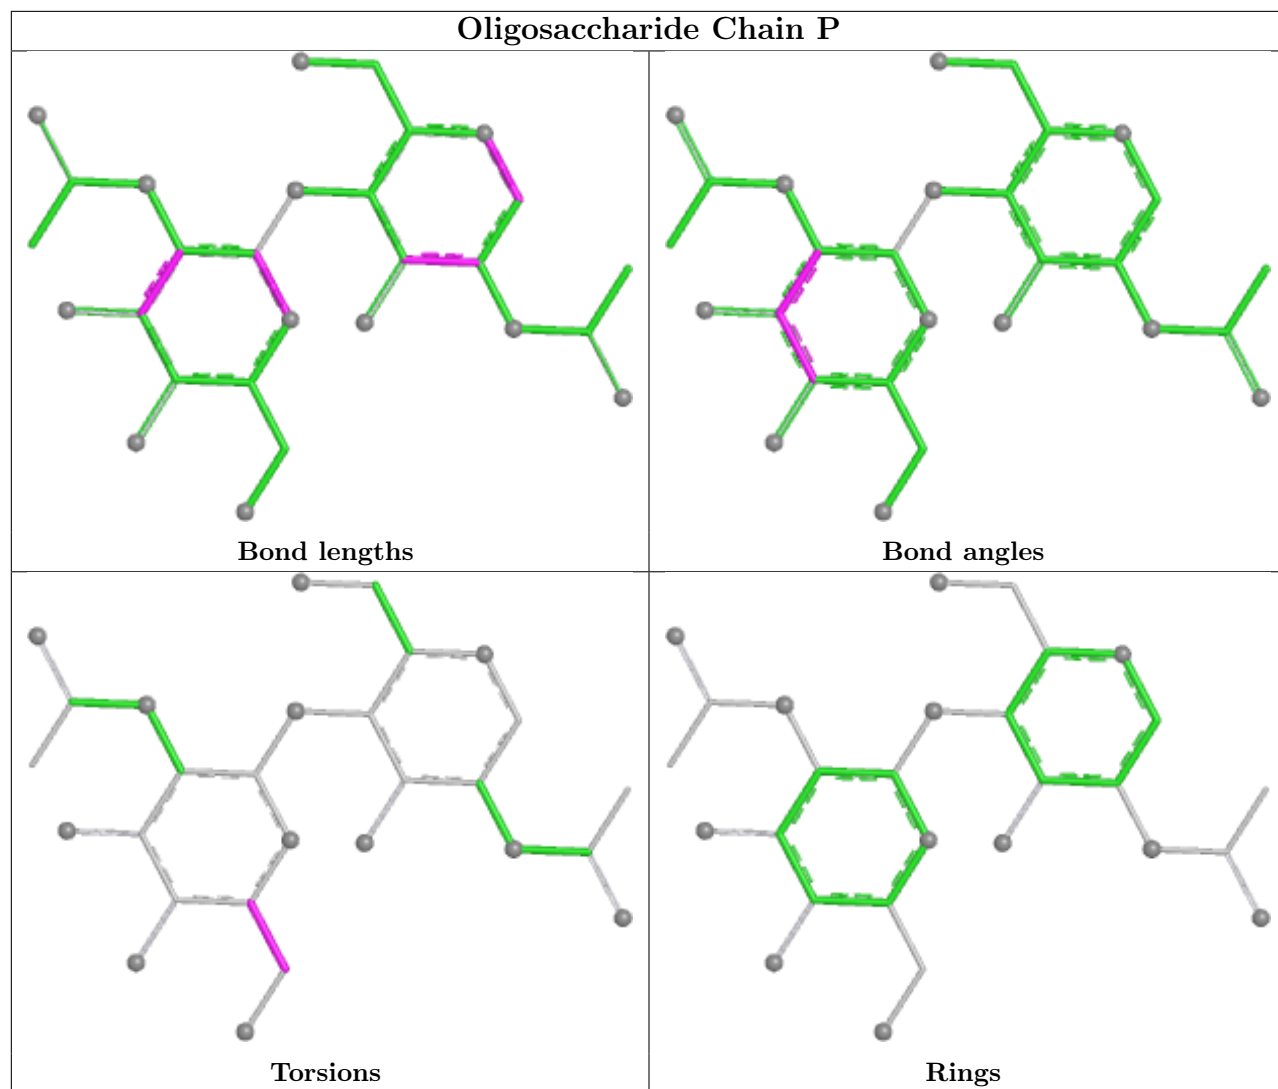 Oligosaccharide Chain P
Bond lengths
Bond angles
Torsions
Rings